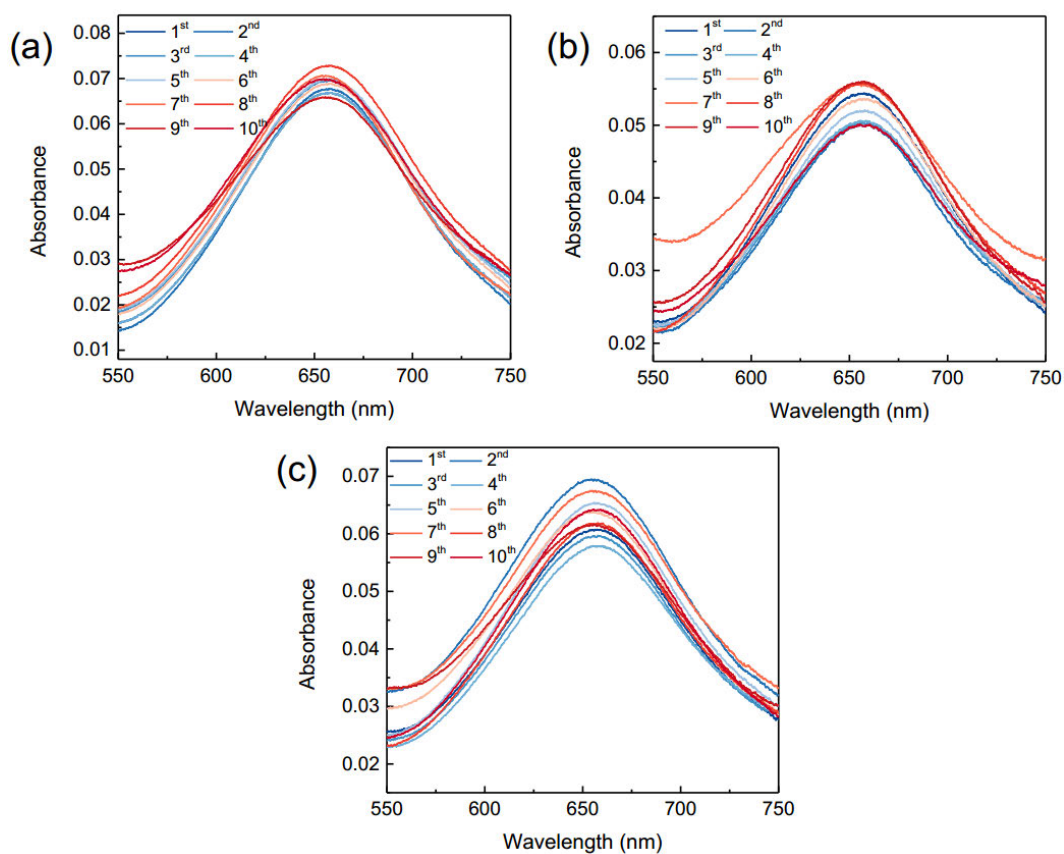 (a)
0.08
0.07
0.06
0.05
0.04
0.03
0.02
0.01
Absorbance
1st 2nd
3rd 4th
5th 6th
7th 8th
9th 10th
550 600 650 700 750
Wavelength (nm)
(b)
0.06
0.05
0.04
0.03
0.02
Absorbance
1st 2nd
3rd 4th
5th 6th
7th 8th
9th 10th
550 600 650 700 750
Wavelength (nm)
(c)
0.07
0.06
0.05
0.04
0.03
0.02
Absorbance
1st 2nd
3rd 4th
5th 6th
7th 8th
9th 10th
550 600 650 700 750
Wavelength (nm)